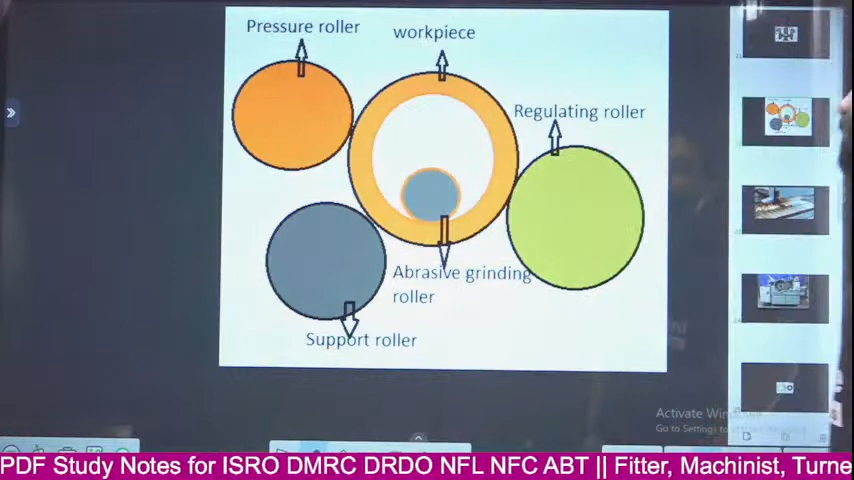 Pressure roller
workpiece
Regulating roller
Abrasive grinding
roller
Support roller
Activate Win
Go to Settings to
PDF Study Notes for ISRO DMRC DRDO NFL NFC ABT || Fitter, Machinist, Turne